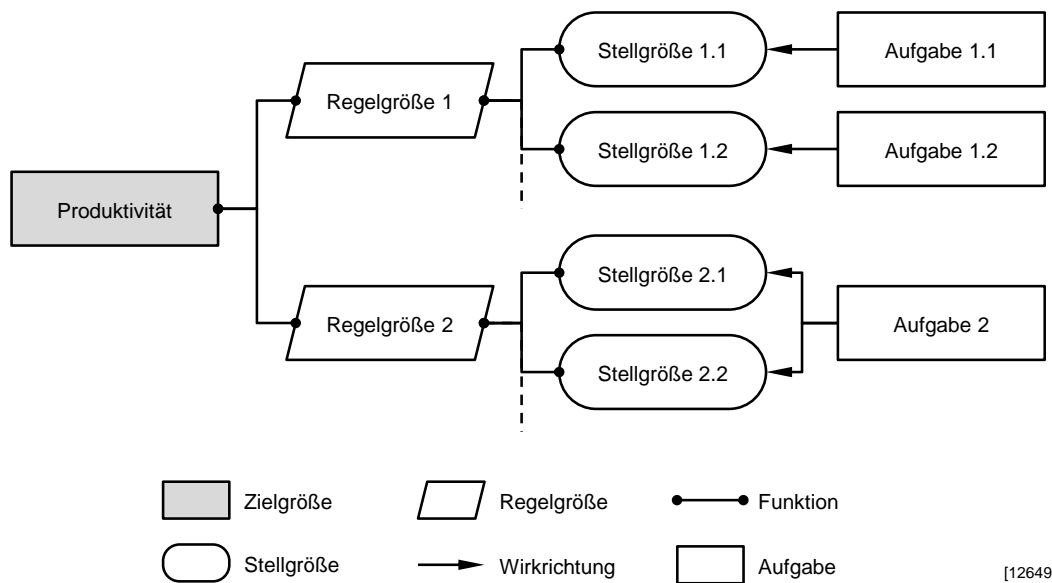 Stellgröße 1.1
Aufgabe 1.1
Regelgröße 1
Stellgröße 1.2
Aufgabe 1.2
Produktivität
Stellgröße 2.1
Regelgröße 2
Aufgabe 2
Stellgröße 2.2
Zielgröße
Regelgröße
Funktion
Stellgröße
Wirkrichtung
Aufgabe
[12649